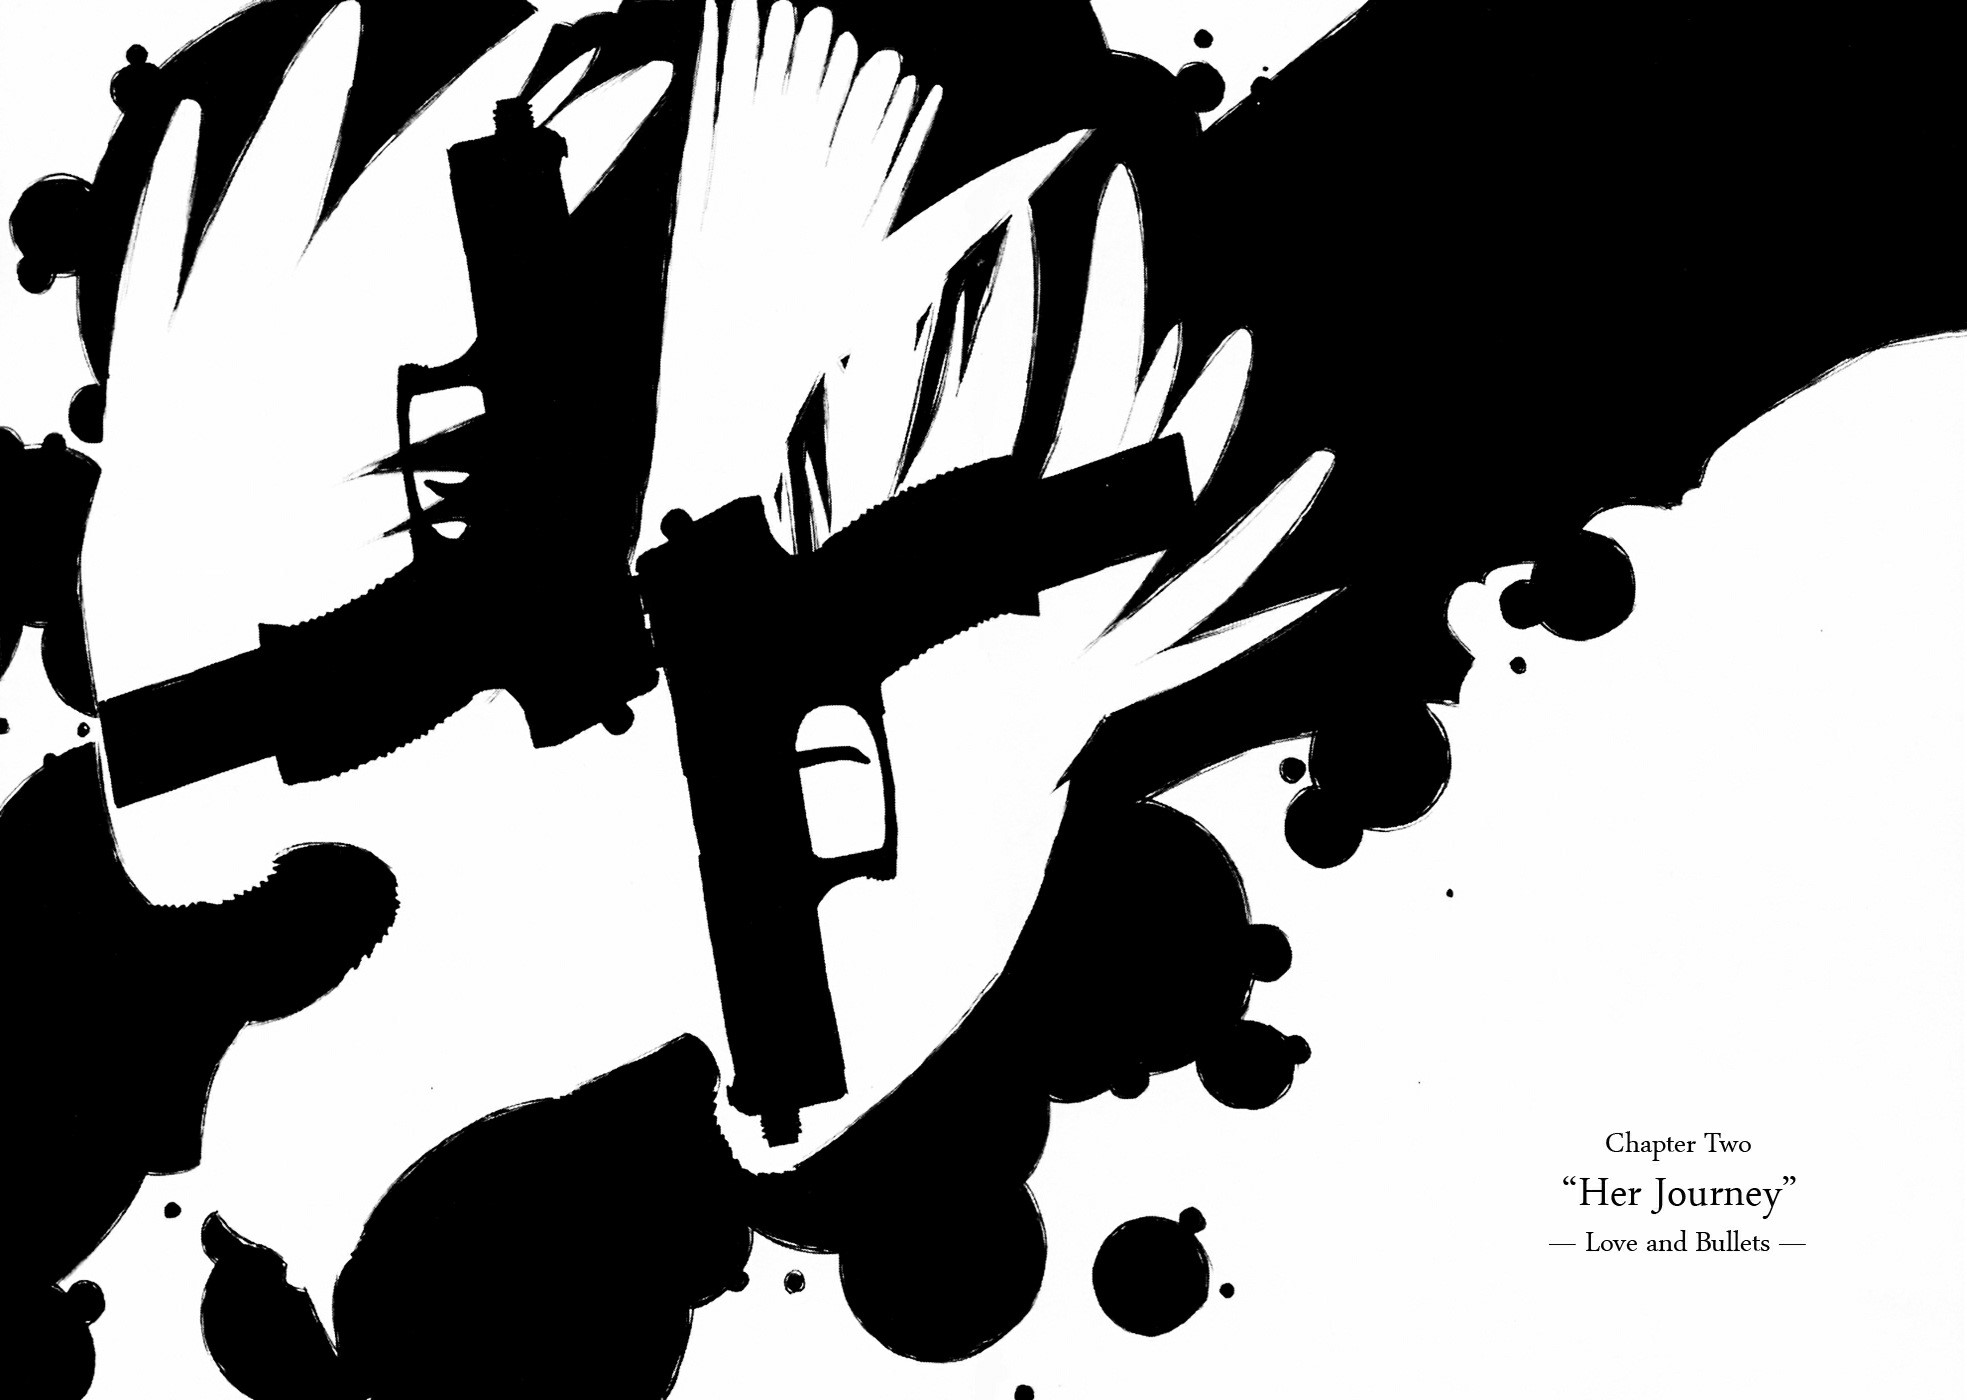 Chapter Two
“Her Journey”
— Love and Bullets —